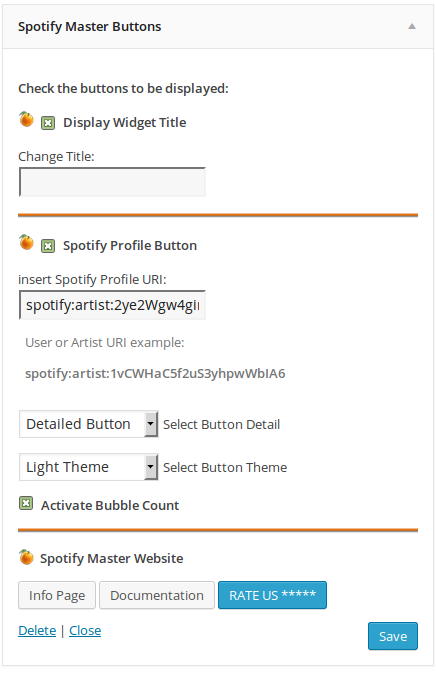 Spotify Master Buttons
Check the buttons to be displayed:
Display Widget Title
Change Title:
Spotify Profile Button
insert Spotify Profile URI:
spotify:artist:2ye2Wgw4gi
User or Artist URI example:
spotify:artist:1vCWHaC5f2uS3yhpwWbIA6
Detailed Button Select Button Detail
Light Theme Select Button Theme
Activate Bubble Count
Spotify Master Website
Info Page Documentation RATE US *****
Delete | Close Save